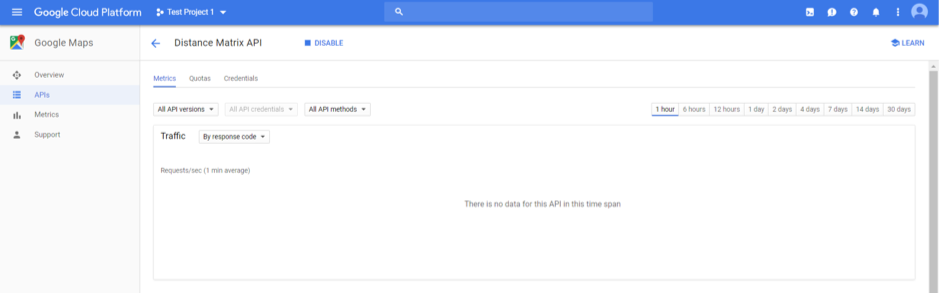 Google Cloud Platform Test Project 1
Google Maps Distance Matrix API DISABLE LEARN
Overview
APIs
Metrics
Support
Metrics Quotas Credentials
All API versions All API credentials All API methods 1 hour 6 hours 12 hours 1 day 2 days 4 days 7 days 14 days 30 days
Traffic By response code
Requests/sec (1 min average)
There is no data for this API in this time span